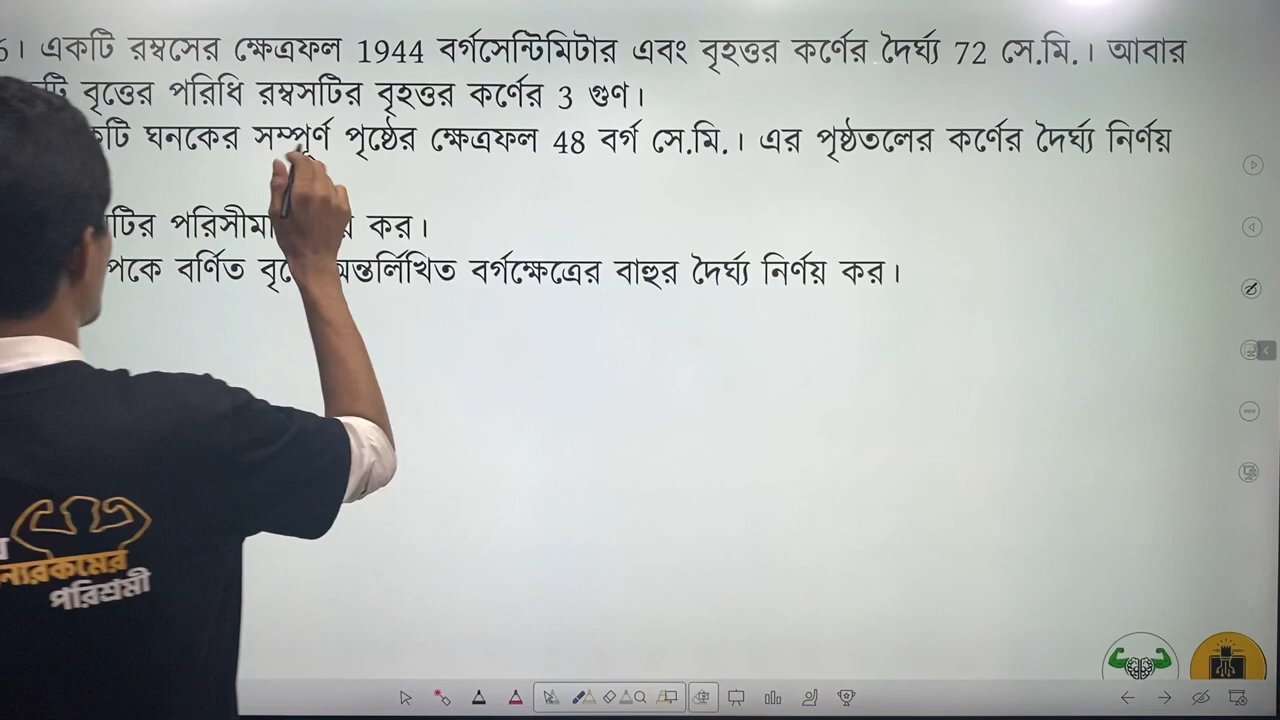 6। একটি রম্বসের ক্ষেত্রফল 1944 বর্গসেন্টিমিটার এবং বৃহত্তর কর্ণের দৈর্ঘ্য 72 সে.মি.। আবার
টি বৃত্তের পরিধি রম্বসটির বৃহত্তর কর্ণের 3 গুণ।
কটি ঘনকের সম্পূর্ণ পৃষ্ঠের ক্ষেত্রফল 48 বর্গ সে.মি.। এর পৃষ্ঠতলের কর্ণের দৈর্ঘ্য নির্ণয়
টির পরিসীমা কর।
পকে বর্ণিত অন্তর্লিখিত বর্গক্ষেত্রের বাহুর দৈর্ঘ্য নির্ণয় কর।
ন্যরকমের
পরিশ্রমী